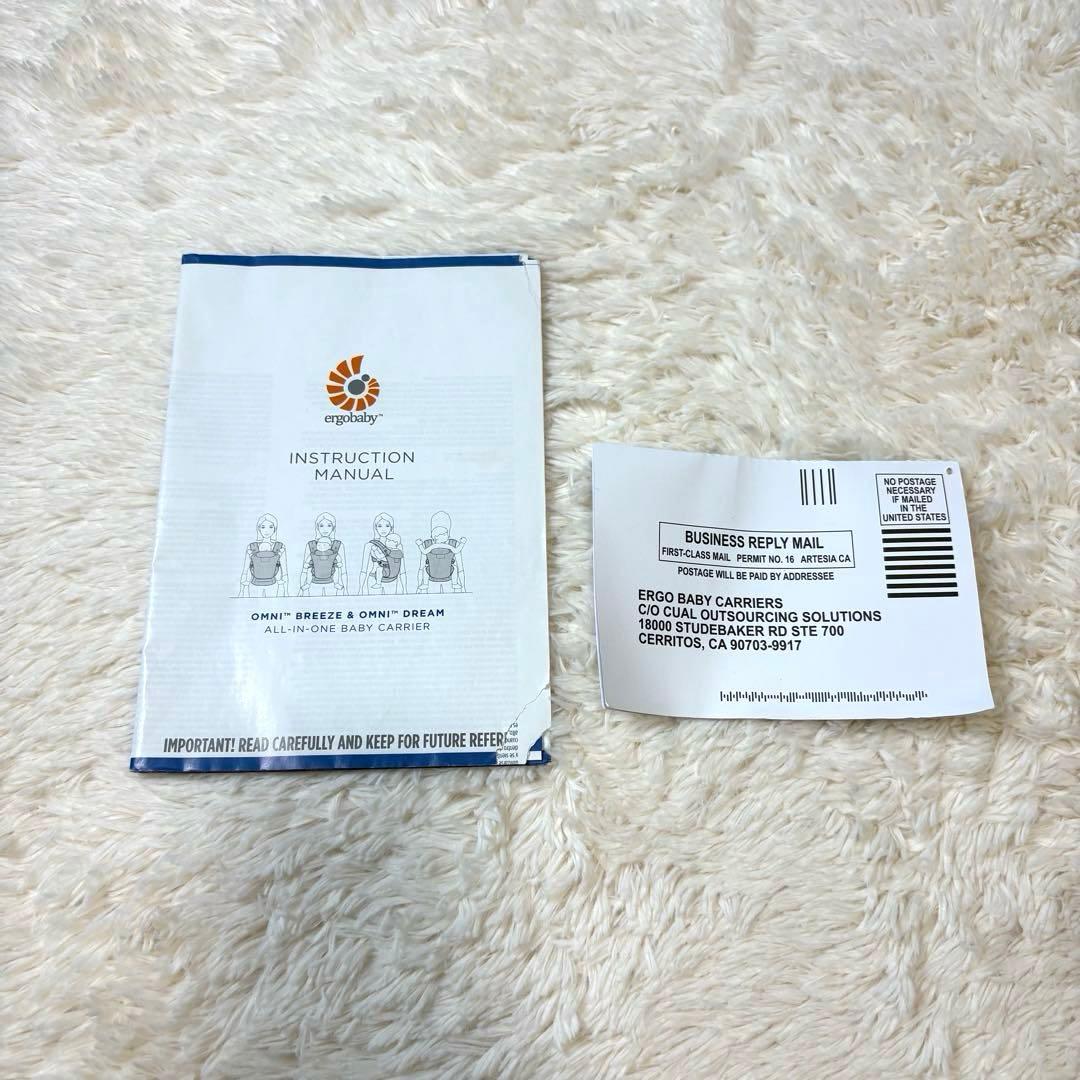 ergobaby™
INSTRUCTION
MANUAL
OMNI™ BREEZE & OMNI™ DREAM
ALL-IN-ONE BABY CARRIER
IMPORTANT! READ CAREFULLY AND KEEP FOR FUTURE REFER
NO POSTAGE
NECESSARY
IF MAILED
IN THE
UNITED STATES
BUSINESS REPLY MAIL
FIRST-CLASS MAIL PERMIT NO. 16 ARTESIA CA
POSTAGE WILL BE PAID BY ADDRESSEE
ERGO BABY CARRIERS
C/O CUAL OUTSOURCING SOLUTIONS
18000 STUDEBAKER RD STE 700
CERRITOS, CA 90703-9917